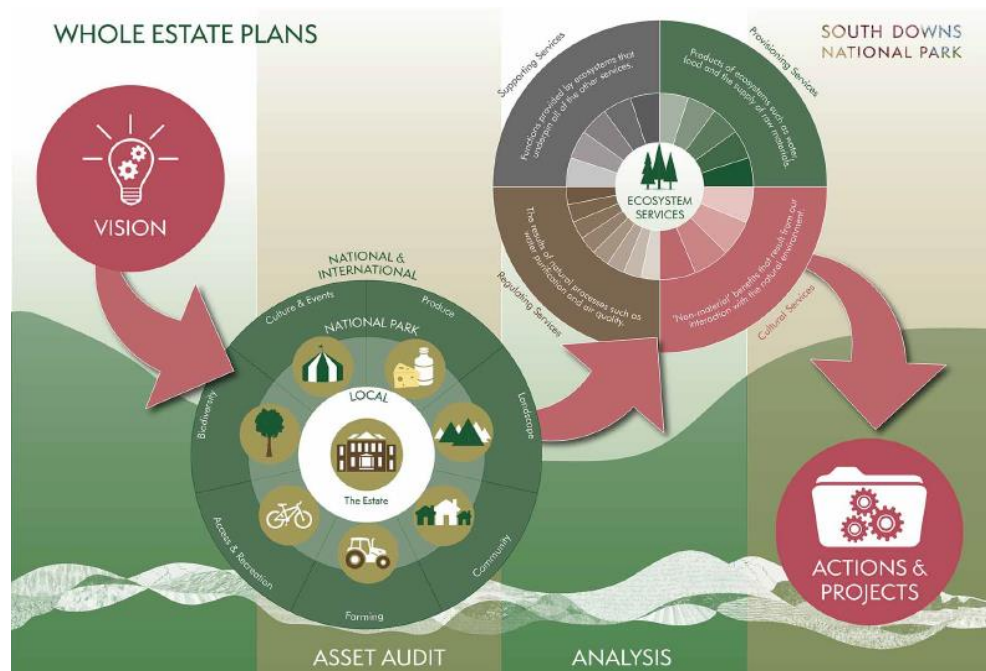 WHOLE ESTATE PLANS
SOUTH DOWNS
NATIONAL PARK
VISION
NATIONAL &
INTERNATIONAL
Culture & Events
Produce
Landscape
Community
Farming
Access & Recreation
Biodiversity
NATIONAL PARK
LOCAL
The Estate
ASSET AUDIT
Supporting Services
Functions provided by ecosystems that
underpin all of the other services.
Provisioning Services
Products of ecosystems such as water,
food and the supply of raw materials.
ECOSYSTEM
SERVICES
Regulating Services
The results of natural processes such as
water purification and air quality.
Cultural Services
"Non-material" benefits that result from our
interaction with the natural environment.
ANALYSIS
ACTIONS &
PROJECTS